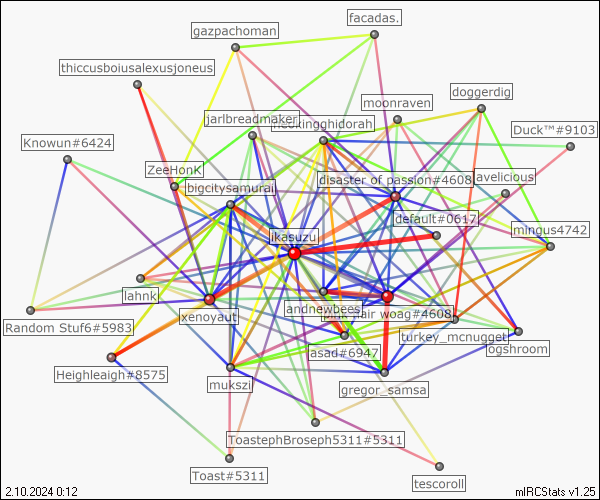 facadas.
gazpachoman
thiccusboiusalexusjoneus
doggerdig
moonraven
jarlbreadmaker
neokingghidorah
Duck™#9103
Knowun#6424
ZeeHonK
disaster of passion#4608
avelicious
bigcitysamurai
default#0617
mingus4742
ikasuzu
lahnk
xenoyaut
andnewbees
pink hair woag#4608
Random Stuf6#5983
turkey_mcnugget
ogshroom
asad#6947
Heighleaigh#8575
mukszi
gregor_samsa
ToastephBroseph5311#5311
Toast#5311
tescoroll
2.10.2024 0:12
mIRCStats v1.25